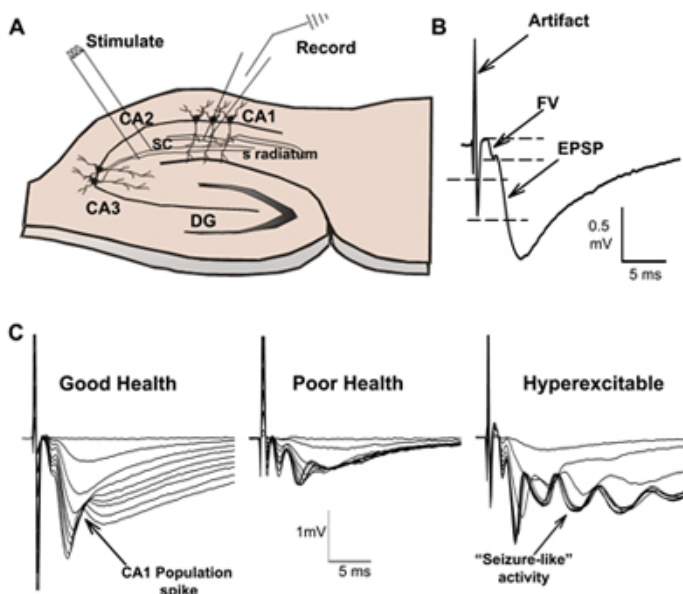 A
Stimulate
Record
CA2
CA1
SC
s radiatum
CA3
DG
B
Artifact
FV
EPSP
0.5
mV
5 ms
C
Good Health
Poor Health
Hyperexcitable
CA1 Population
spike
1mV
5 ms
"Seizure-like"
activity